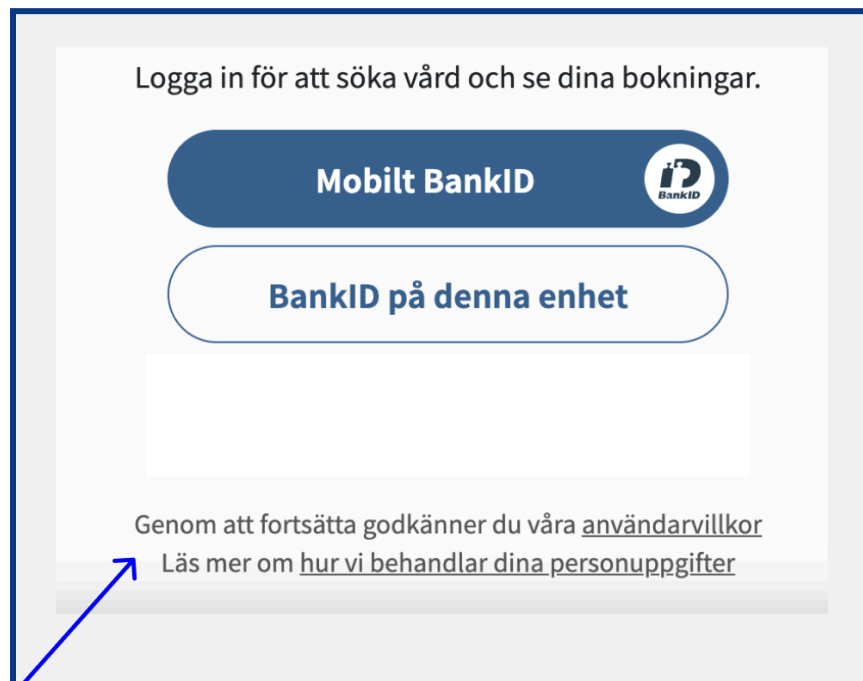 Logga in för att söka vård och se dina bokningar.
Mobilt BankID
BankID
BankID på denna enhet
Genom att fortsätta godkänner du våra användarvillkor
Läs mer om hur vi behandlar dina personuppgifter